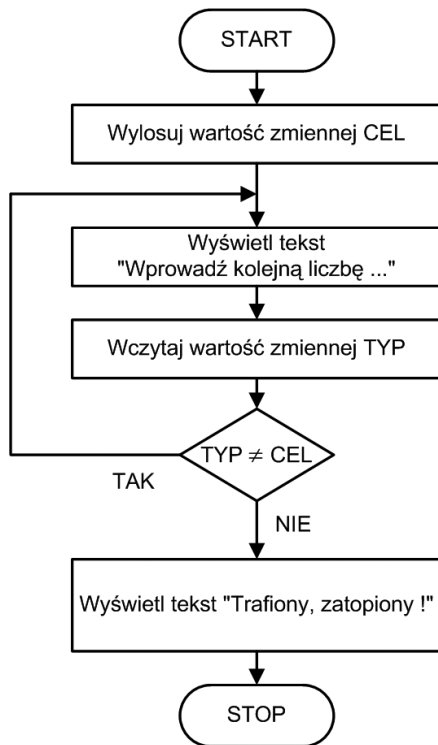 START
Wylosuj wartość zmiennej CEL
Wyświetl tekst
"Wprowadź kolejną liczbę ..."
Wczytaj wartość zmiennej TYP
TYP ≠ CEL
TAK
NIE
Wyświetl tekst "Trafiony, zatopiony !"
STOP